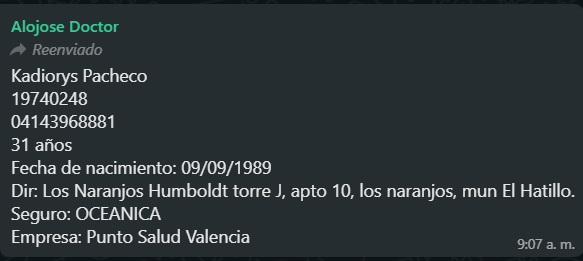 Alojose Doctor
Reenviado
Kadiorys Pacheco
19740248
04143968881
31 años
Fecha de nacimiento: 09/09/1989
Dir: Los Naranjos Humboldt torre J, apto 10, los naranjos, mun El Hatillo.
Seguro: OCEANICA
Empresa: Punto Salud Valencia
9:07 a. m.